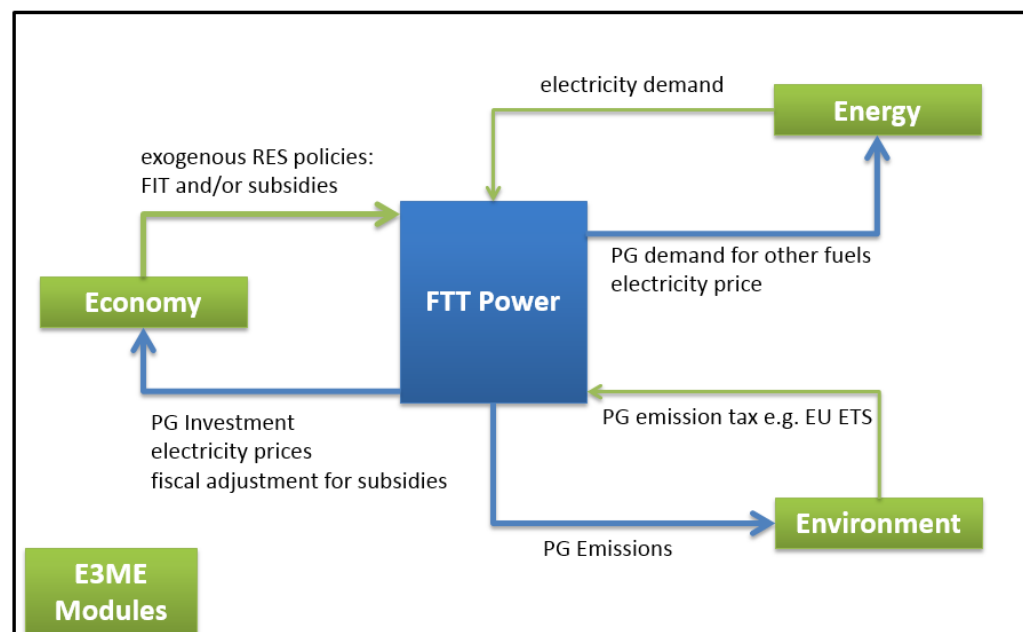 electricity demand
Energy
exogenous RES policies:
FIT and/or subsidies
PG demand for other fuels
electricity price
Economy
FTT Power
PG Investment
electricity prices
fiscal adjustment for subsidies
PG emission tax e.g. EU ETS
Environment
PG Emissions
E3ME
Modules